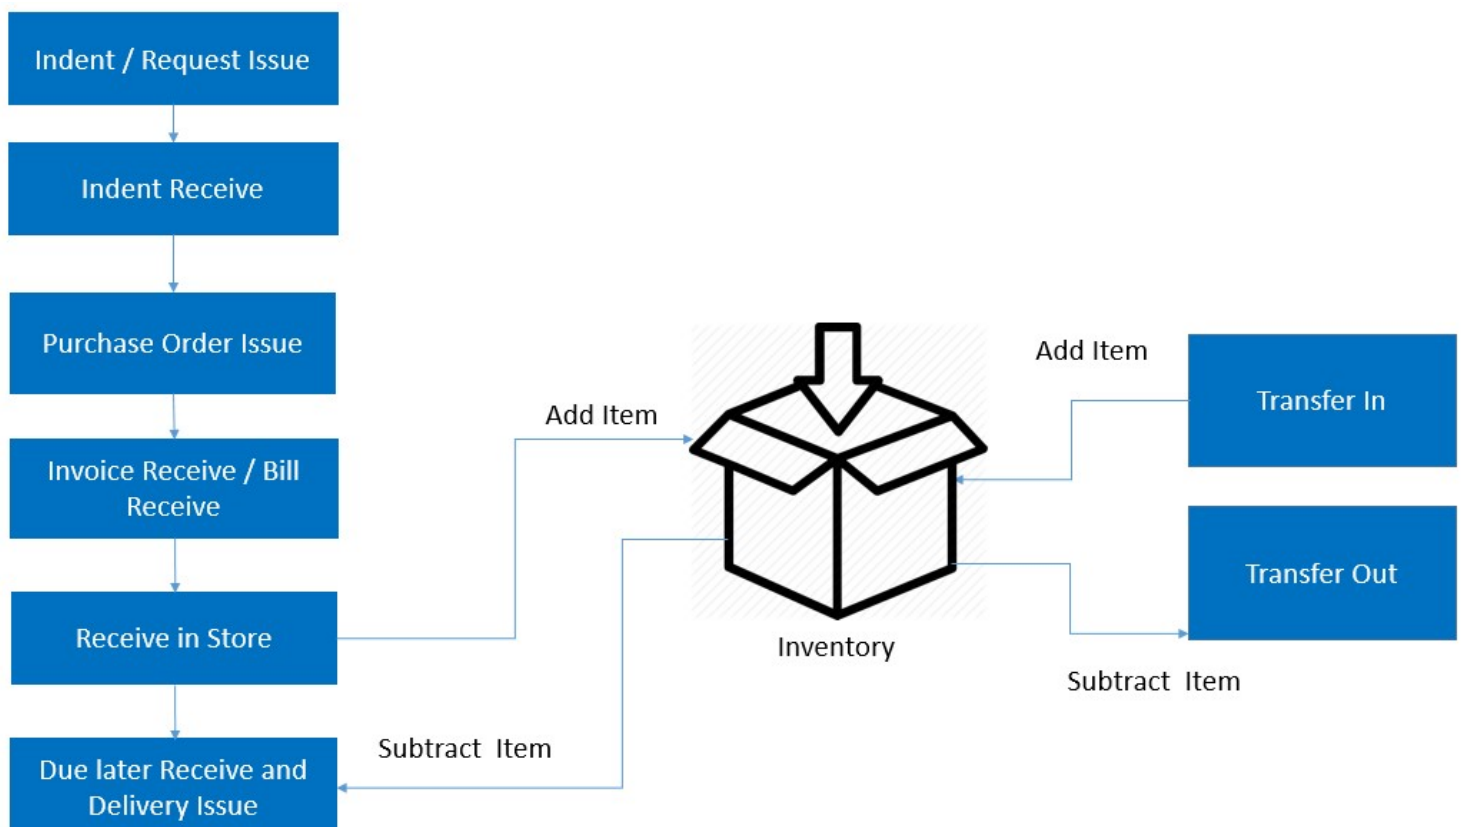 Indent / Request Issue
Indent Receive
Purchase Order Issue
Invoice Receive / Bill
Receive
Receive in Store
Due later Receive and
Delivery Issue
Add Item
Subtract  Item
Inventory
Add Item
Transfer In
Transfer Out
Subtract  Item